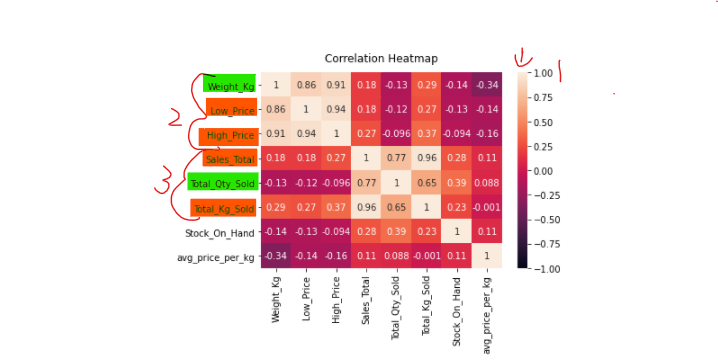 Correlation Heatmap
1
Weight_Kg 1 0.86 0.91 0.18 -0.13 0.29 -0.14 -0.34 1.00
Low_Price 0.86 1 0.94 0.18 -0.12 0.27 -0.13 -0.14 0.75
2
High_Price 0.91 0.94 1 0.27 -0.096 0.37 -0.094 -0.16 0.50
0.25
Sales_Total 0.18 0.18 0.27 1 0.77 0.96 0.28 0.11 0.00
3
Total_Qty_Sold -0.13 -0.12 -0.096 0.77 1 0.65 0.39 0.088 -0.25
Total_Kg_Sold 0.29 0.27 0.37 0.96 0.65 1 0.23 -0.001 -0.50
Stock_On_Hand -0.14 -0.13 -0.094 0.28 0.39 0.23 1 0.11 -0.75
avg_price_per_kg -0.34 -0.14 -0.16 0.11 0.088 -0.001 0.11 1 -1.00
Weight_Kg
Low_Price
High_Price
Sales_Total
Total_Qty_Sold
Total_Kg_Sold
Stock_On_Hand
avg_price_per_kg